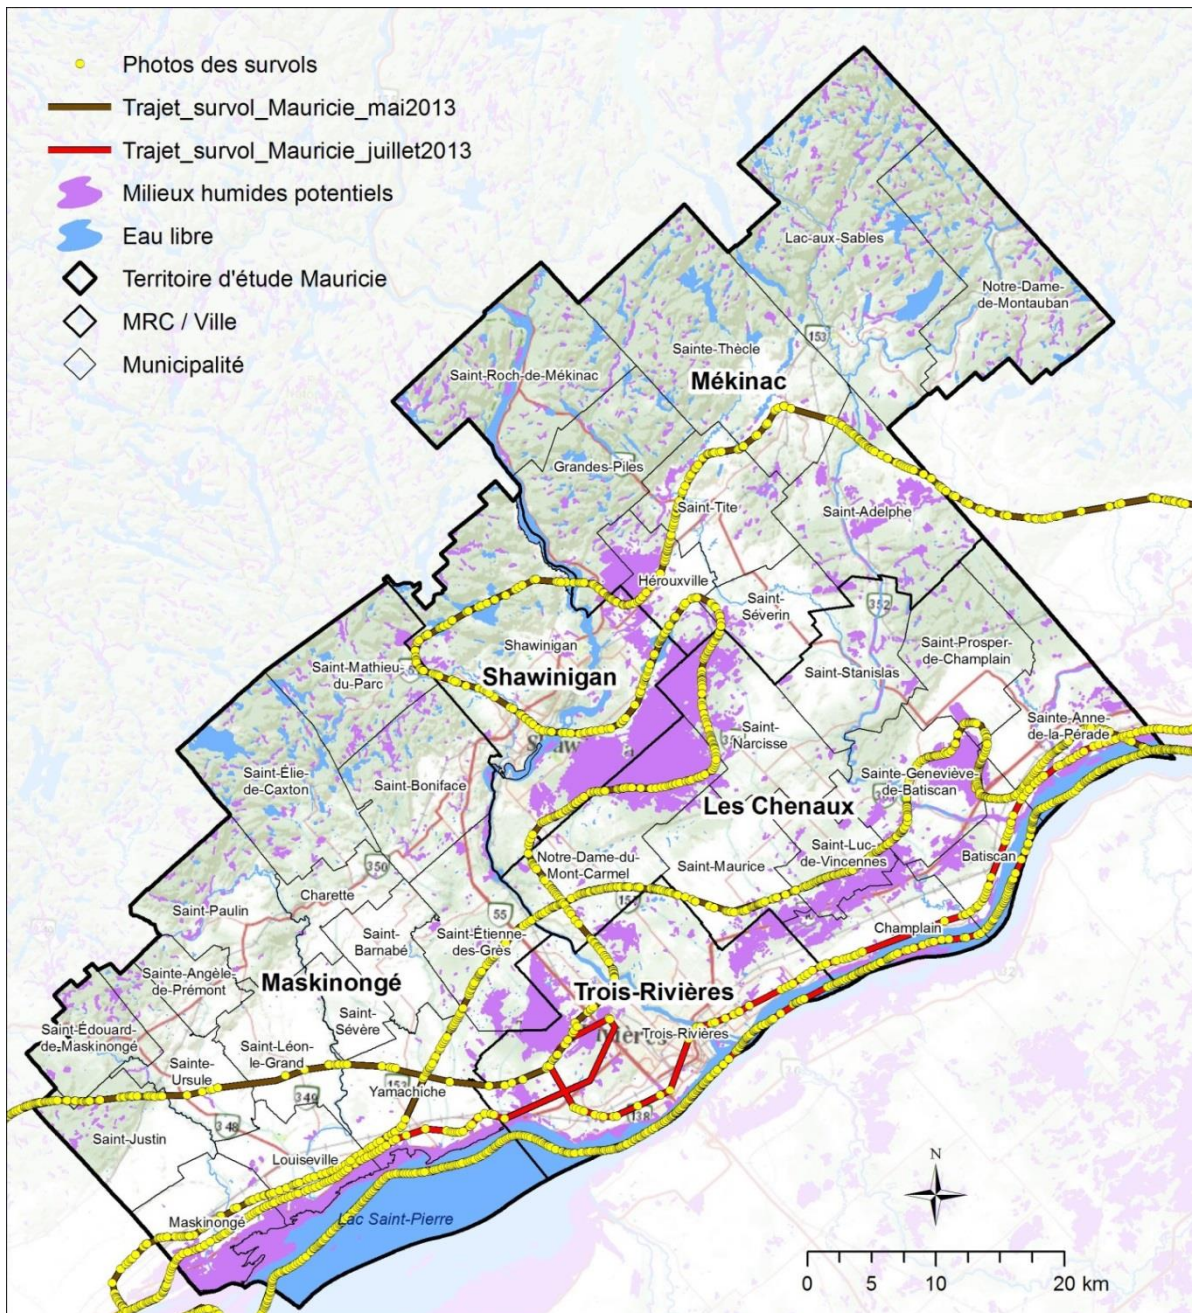 Photos des survols
Trajet_survol_Mauricie_mai2013
Trajet_survol_Mauricie_juillet2013
Milieux humides potentiels
Eau libre
Territoire d'étude Mauricie
MRC / Ville
Municipalité
Lac-aux-Sables
Notre-Dame-
de-Montauban
153
Sainte-Thècle
Saint-Roch-de-Mékinac
Mékinac
Grandes-Piles
Saint-Tite
Saint-Adelphe
Hérouxville
Saint-
Séverin
352
Shawinigan
Saint-Prosper-
de-Champlain
Saint-Mathieu-
du-Parc
Shawinigan
Saint-Stanislas
Sainte-Anne-
de-la-Pérade
Saint-
Narcisse
Saint-Élie-
de-Caxton
Saint-Boniface
Sainte-Geneviève-
de-Batiscan
Les Chenaux
Saint-Luc-
de-Vincennes
Batiscan
Notre-Dame-du-
Mont-Carmel
Saint-Maurice
350
Charette
Saint-Paulin
55
Champlain
Saint-
Barnabé
Saint-Étienne-
des-Grès
Sainte-Angèle-
de-Prémont
Maskinongé
Trois-Rivières
Saint-
Sévère
Trois-Rivières
Saint-Édouard-
de-Maskinongé
Saint-Léon-
le-Grand
Sainte-
Ursule
Yamachiche
153
349
348
138
Saint-Justin
Louiseville
Maskinongé
Lac Saint-Pierre
N
0 5 10 20 km